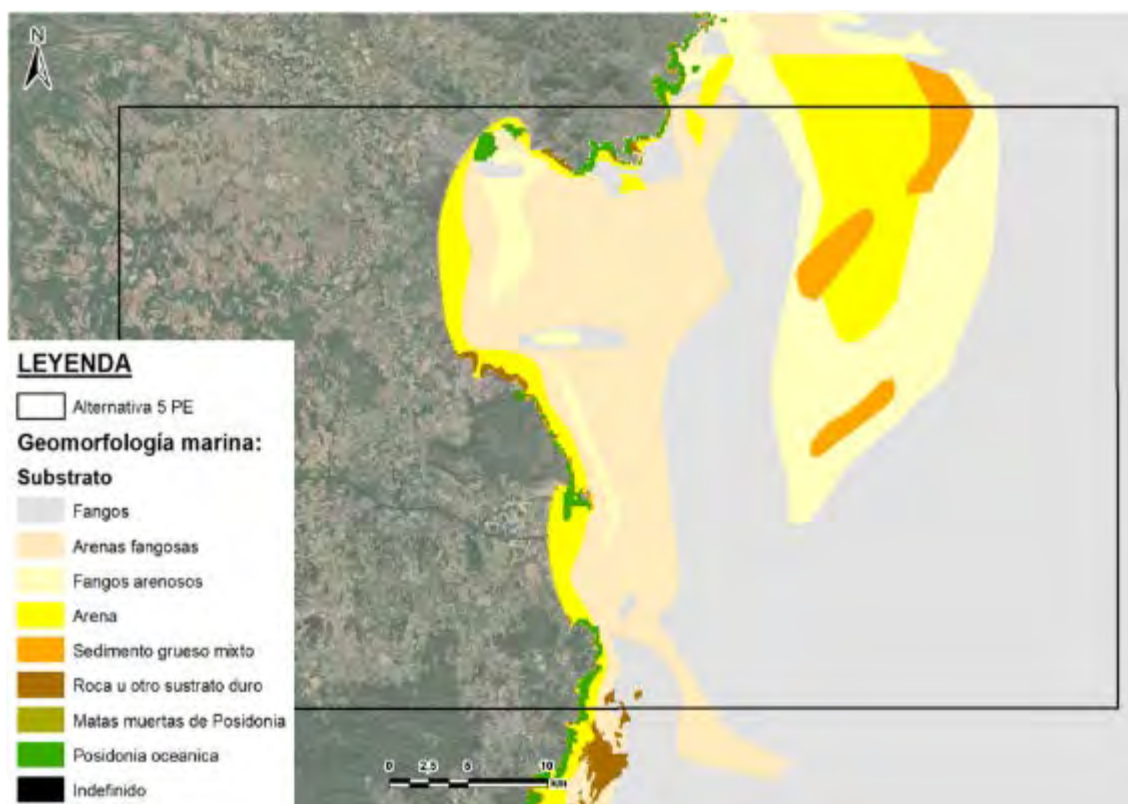 N
LEYENDA
Alternativa 5 PE
Geomorfología marina:
Substrato
Fangos
Arenas fangosas
Fangos arenosos
Arena
Sedimento grueso mixto
Roca u otro sustrato duro
Matas muertas de Posidonia
Posidonia oceanica
Indefinido
0 2,5 5 10
Km